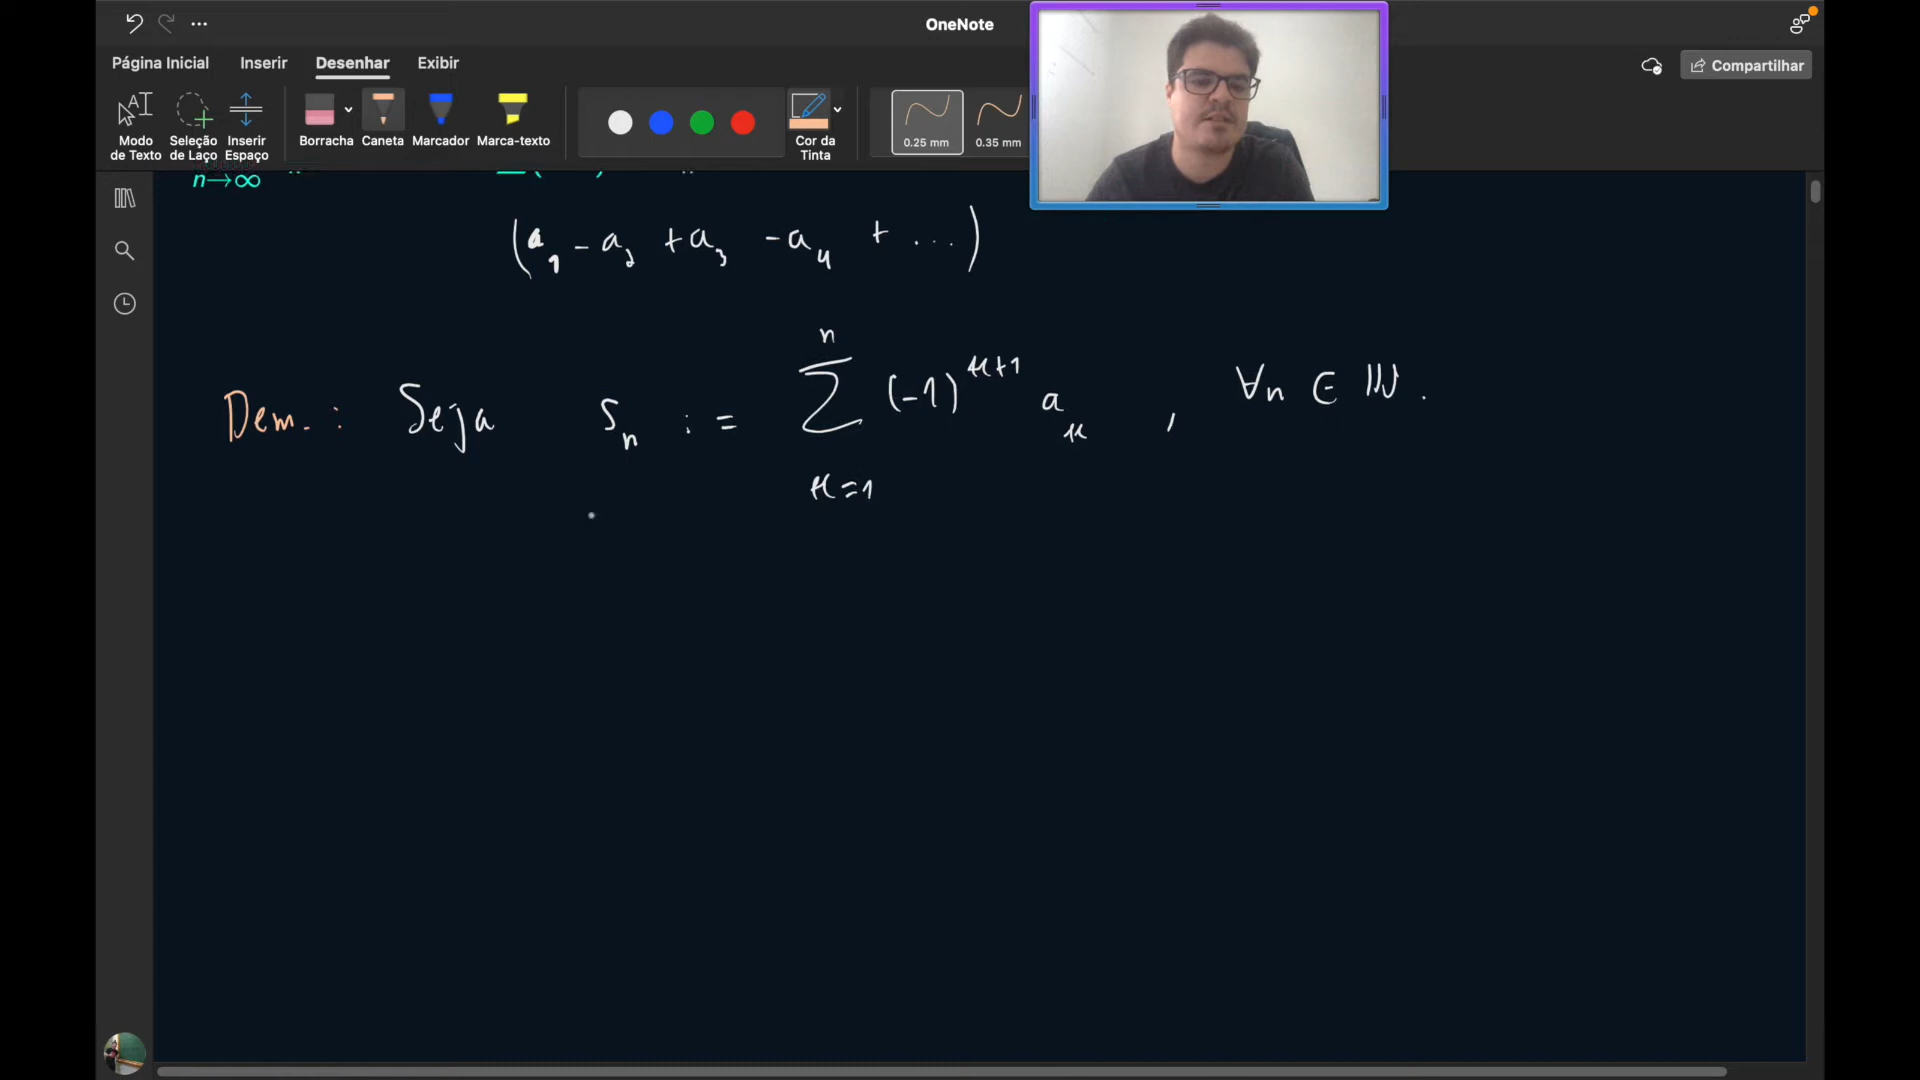 OneNote
Página Inicial Inserir Desenhar Exibir
Compartilhar
Modo de Texto Seleção de Laço Inserir Espaço Borracha Caneta Marcador Marca-texto Cor da Tinta 0.25 mm 0.35 mm
n→∞
(a₁ - a₂ + a₃ - a₄ + ...)
Dem.: Seja Sₙ := ∑_{k=1}^{n} (-1)^{k+1} a_k , ∀n ∈ ℕ.